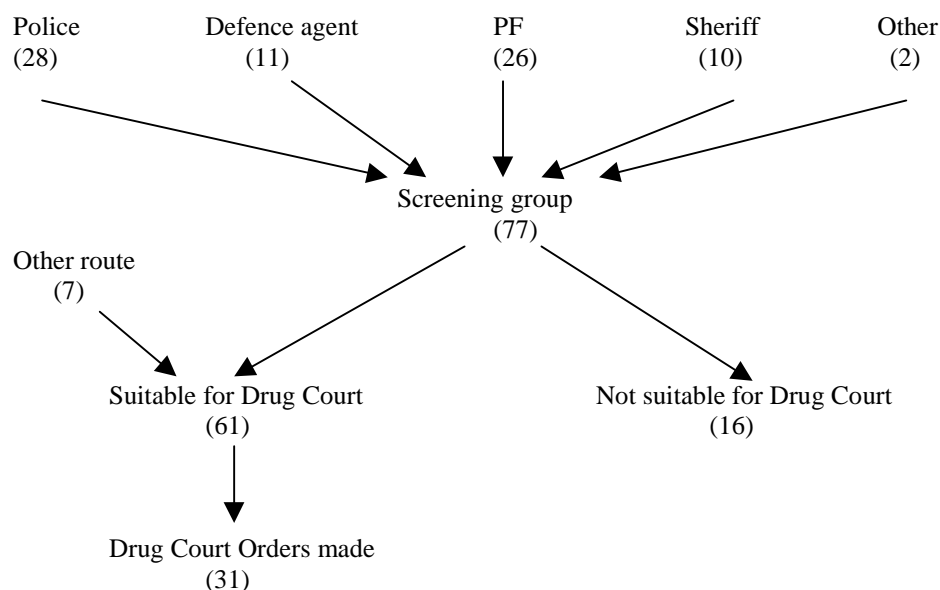 Police Defence agent PF Sheriff Other
(28) (11) (26) (10) (2)
Screening group
(77)
Other route
(7)
Suitable for Drug Court Not suitable for Drug Court
(61) (16)
Drug Court Orders made
(31)